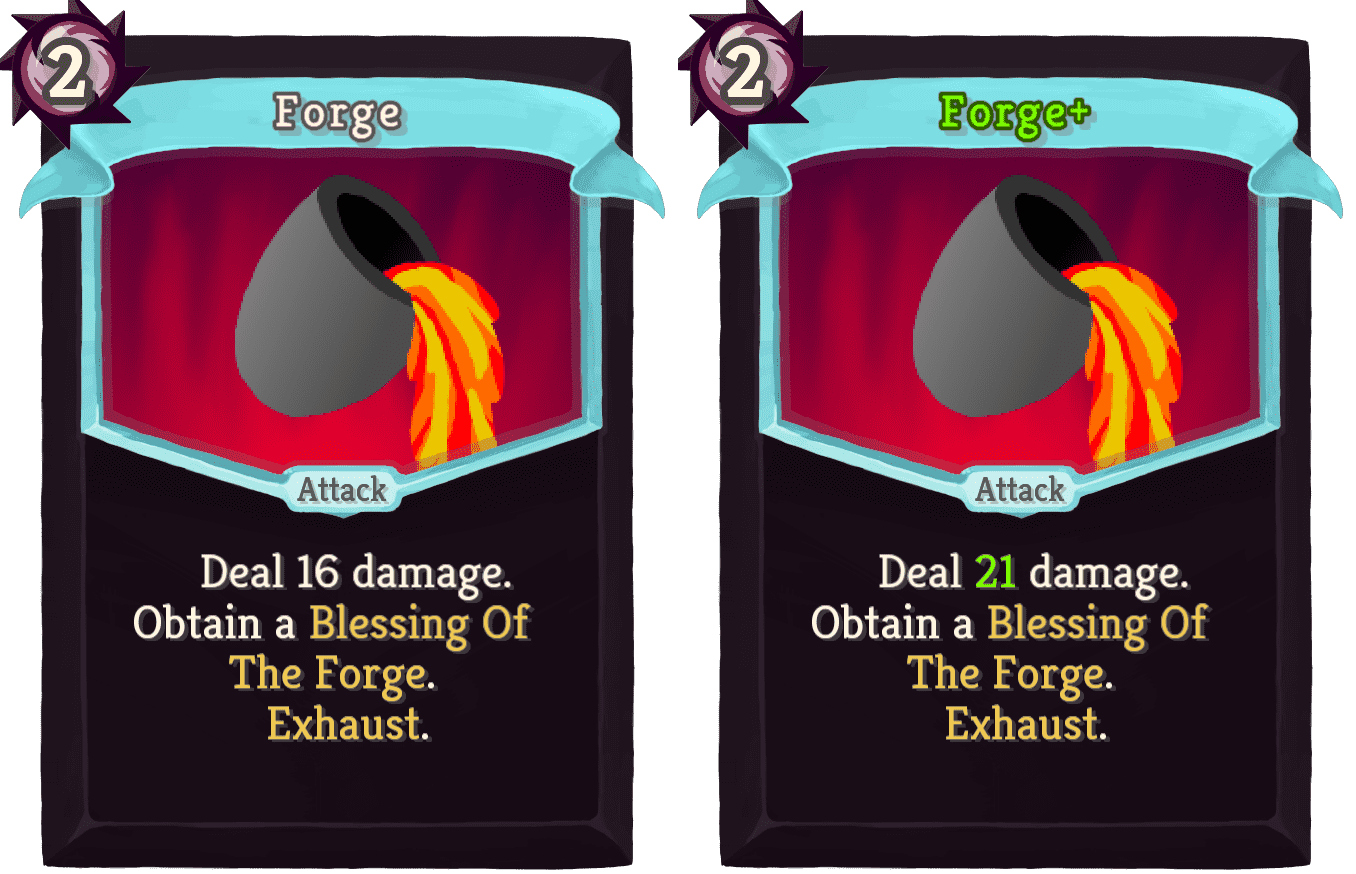 2
Forge
Attack
Deal 16 damage.
Obtain a Blessing Of
The Forge.
Exhaust.
2
Forge+
Attack
Deal 21 damage.
Obtain a Blessing Of
The Forge.
Exhaust.